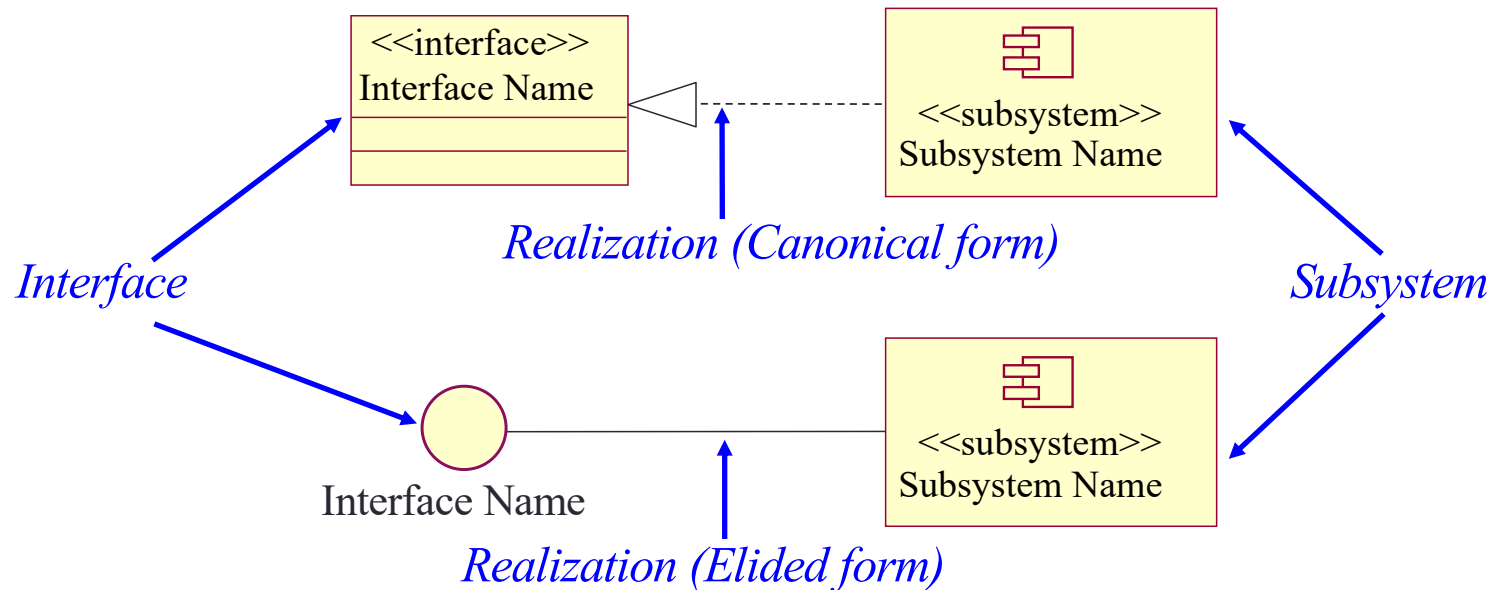 <<interface>>
Interface Name
<<subsystem>>
Subsystem Name
Realization (Canonical form)
Interface
Subsystem
<<subsystem>>
Subsystem Name
Interface Name
Realization (Elided form)